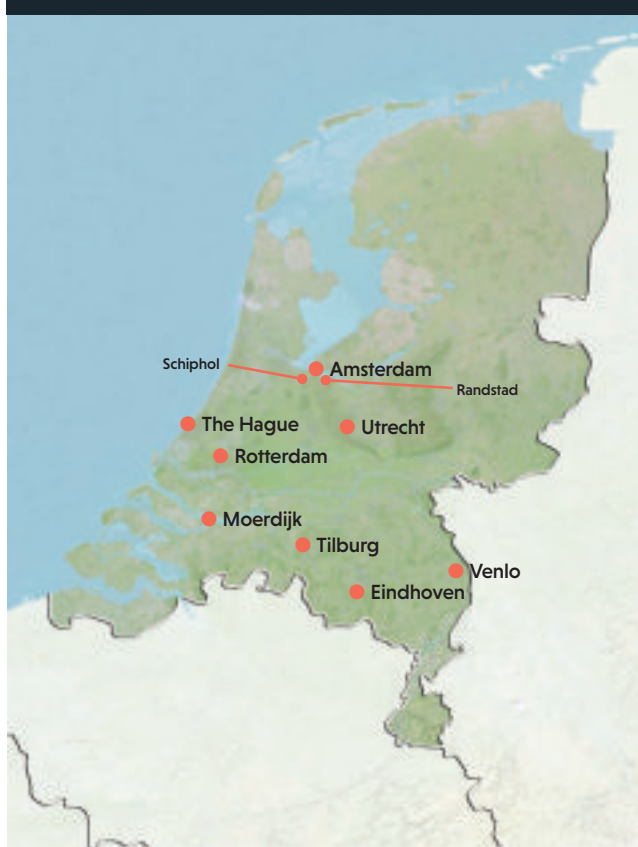 Schiphol
Amsterdam
Randstad
The Hague
Utrecht
Rotterdam
Moerdijk
Tilburg
Venlo
Eindhoven